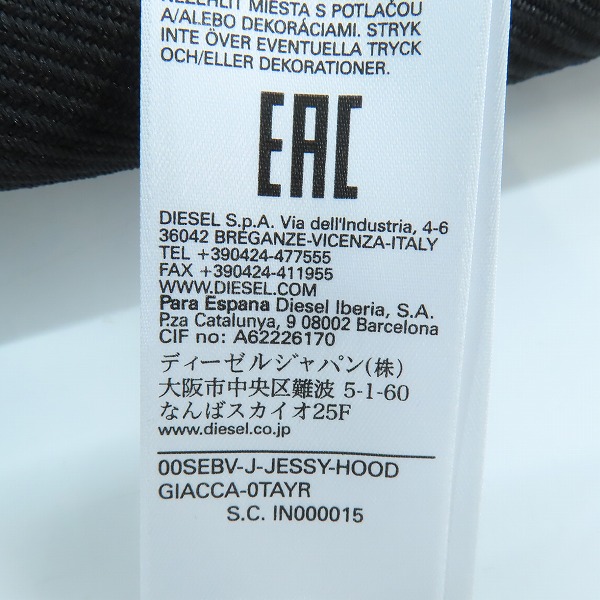 NEŽEHLIT MIESTA S POTLAČOU
A/ALEBO DEKORÁCIAMI. STRYK
INTE ÖVER EVENTUELLA TRYCK
OCH/ELLER DEKORATIONER.
EAC
DIESEL S.p.A. Via dell'Industria, 4-6
36042 BREGANZE-VICENZA-ITALY
TEL +390424-477555
FAX +390424-411955
WWW.DIESEL.COM
Para Espana Diesel Iberia, S.A.
P.za Catalunya, 9 08002 Barcelona
CIF no: A62226170
ディーゼルジャパン(株)
大阪市中央区難波 5-1-60
なんばスカイオ25F
www.diesel.co.jp
00SEBV-J-JESSY-HOOD
GIACCA-0TAYR
S.C. IN000015